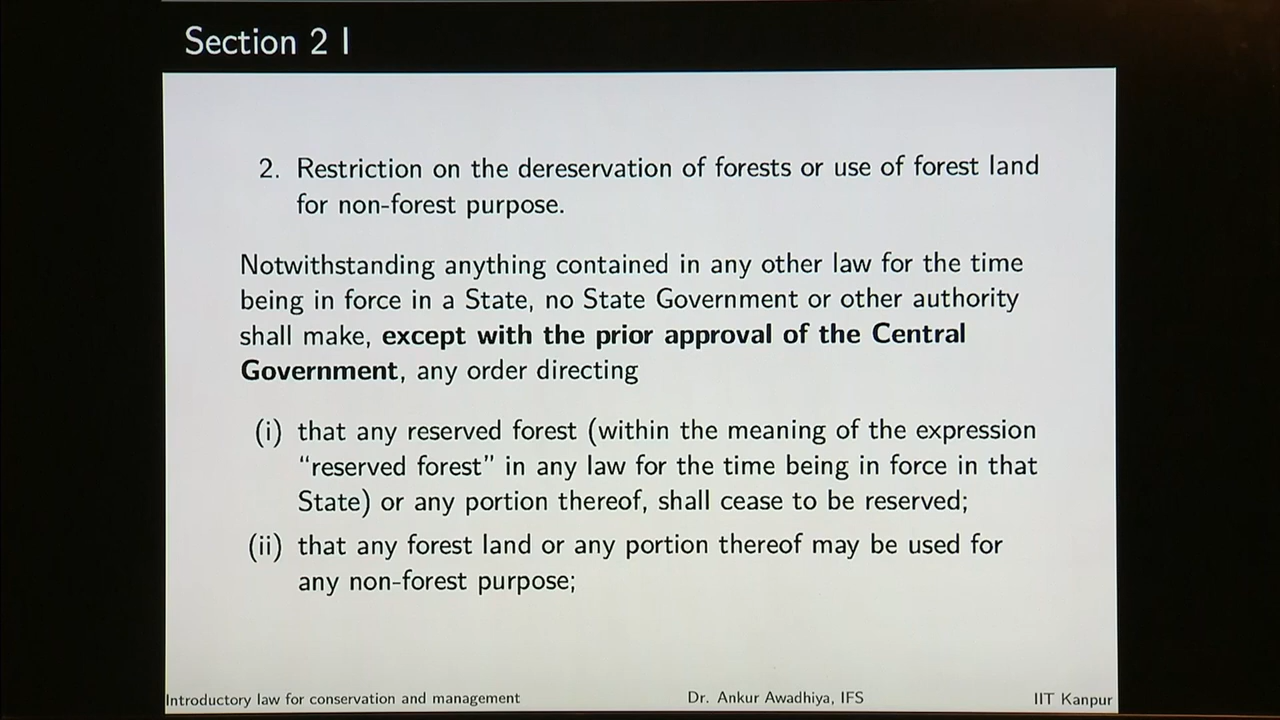 Section 2 I
2. Restriction on the dereservation of forests or use of forest land
for non-forest purpose.
Notwithstanding anything contained in any other law for the time
being in force in a State, no State Government or other authority
shall make, except with the prior approval of the Central
Government, any order directing
(i) that any reserved forest (within the meaning of the expression
“reserved forest” in any law for the time being in force in that
State) or any portion thereof, shall cease to be reserved;
(ii) that any forest land or any portion thereof may be used for
any non-forest purpose;
Introductory law for conservation and management Dr. Ankur Awadhiya, IFS IIT Kanpur